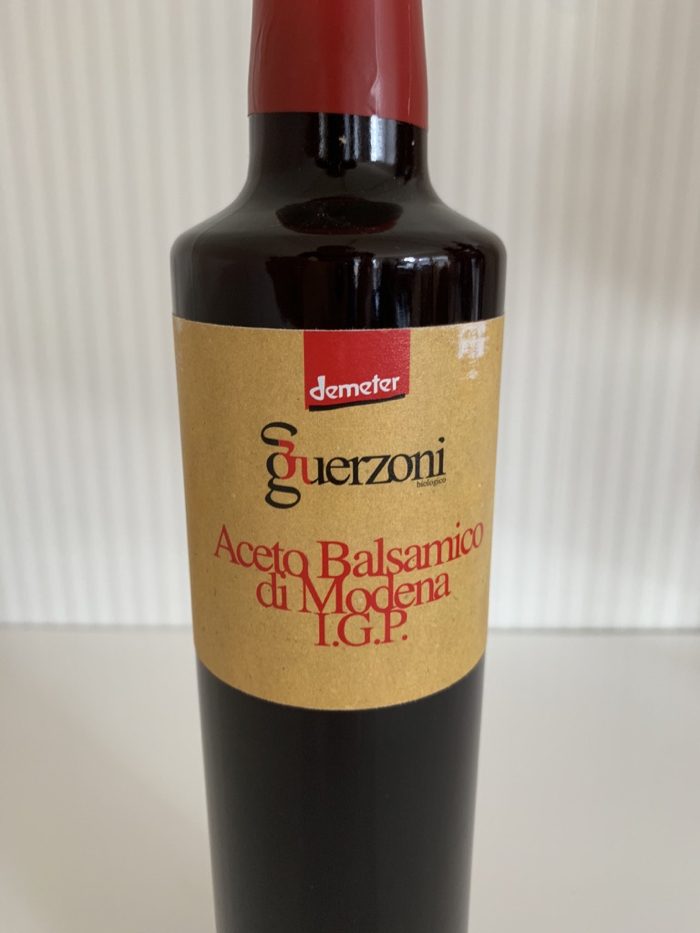 demeter
guerzoni
biologico
Aceto Balsamico
di Modena
I.G.P.